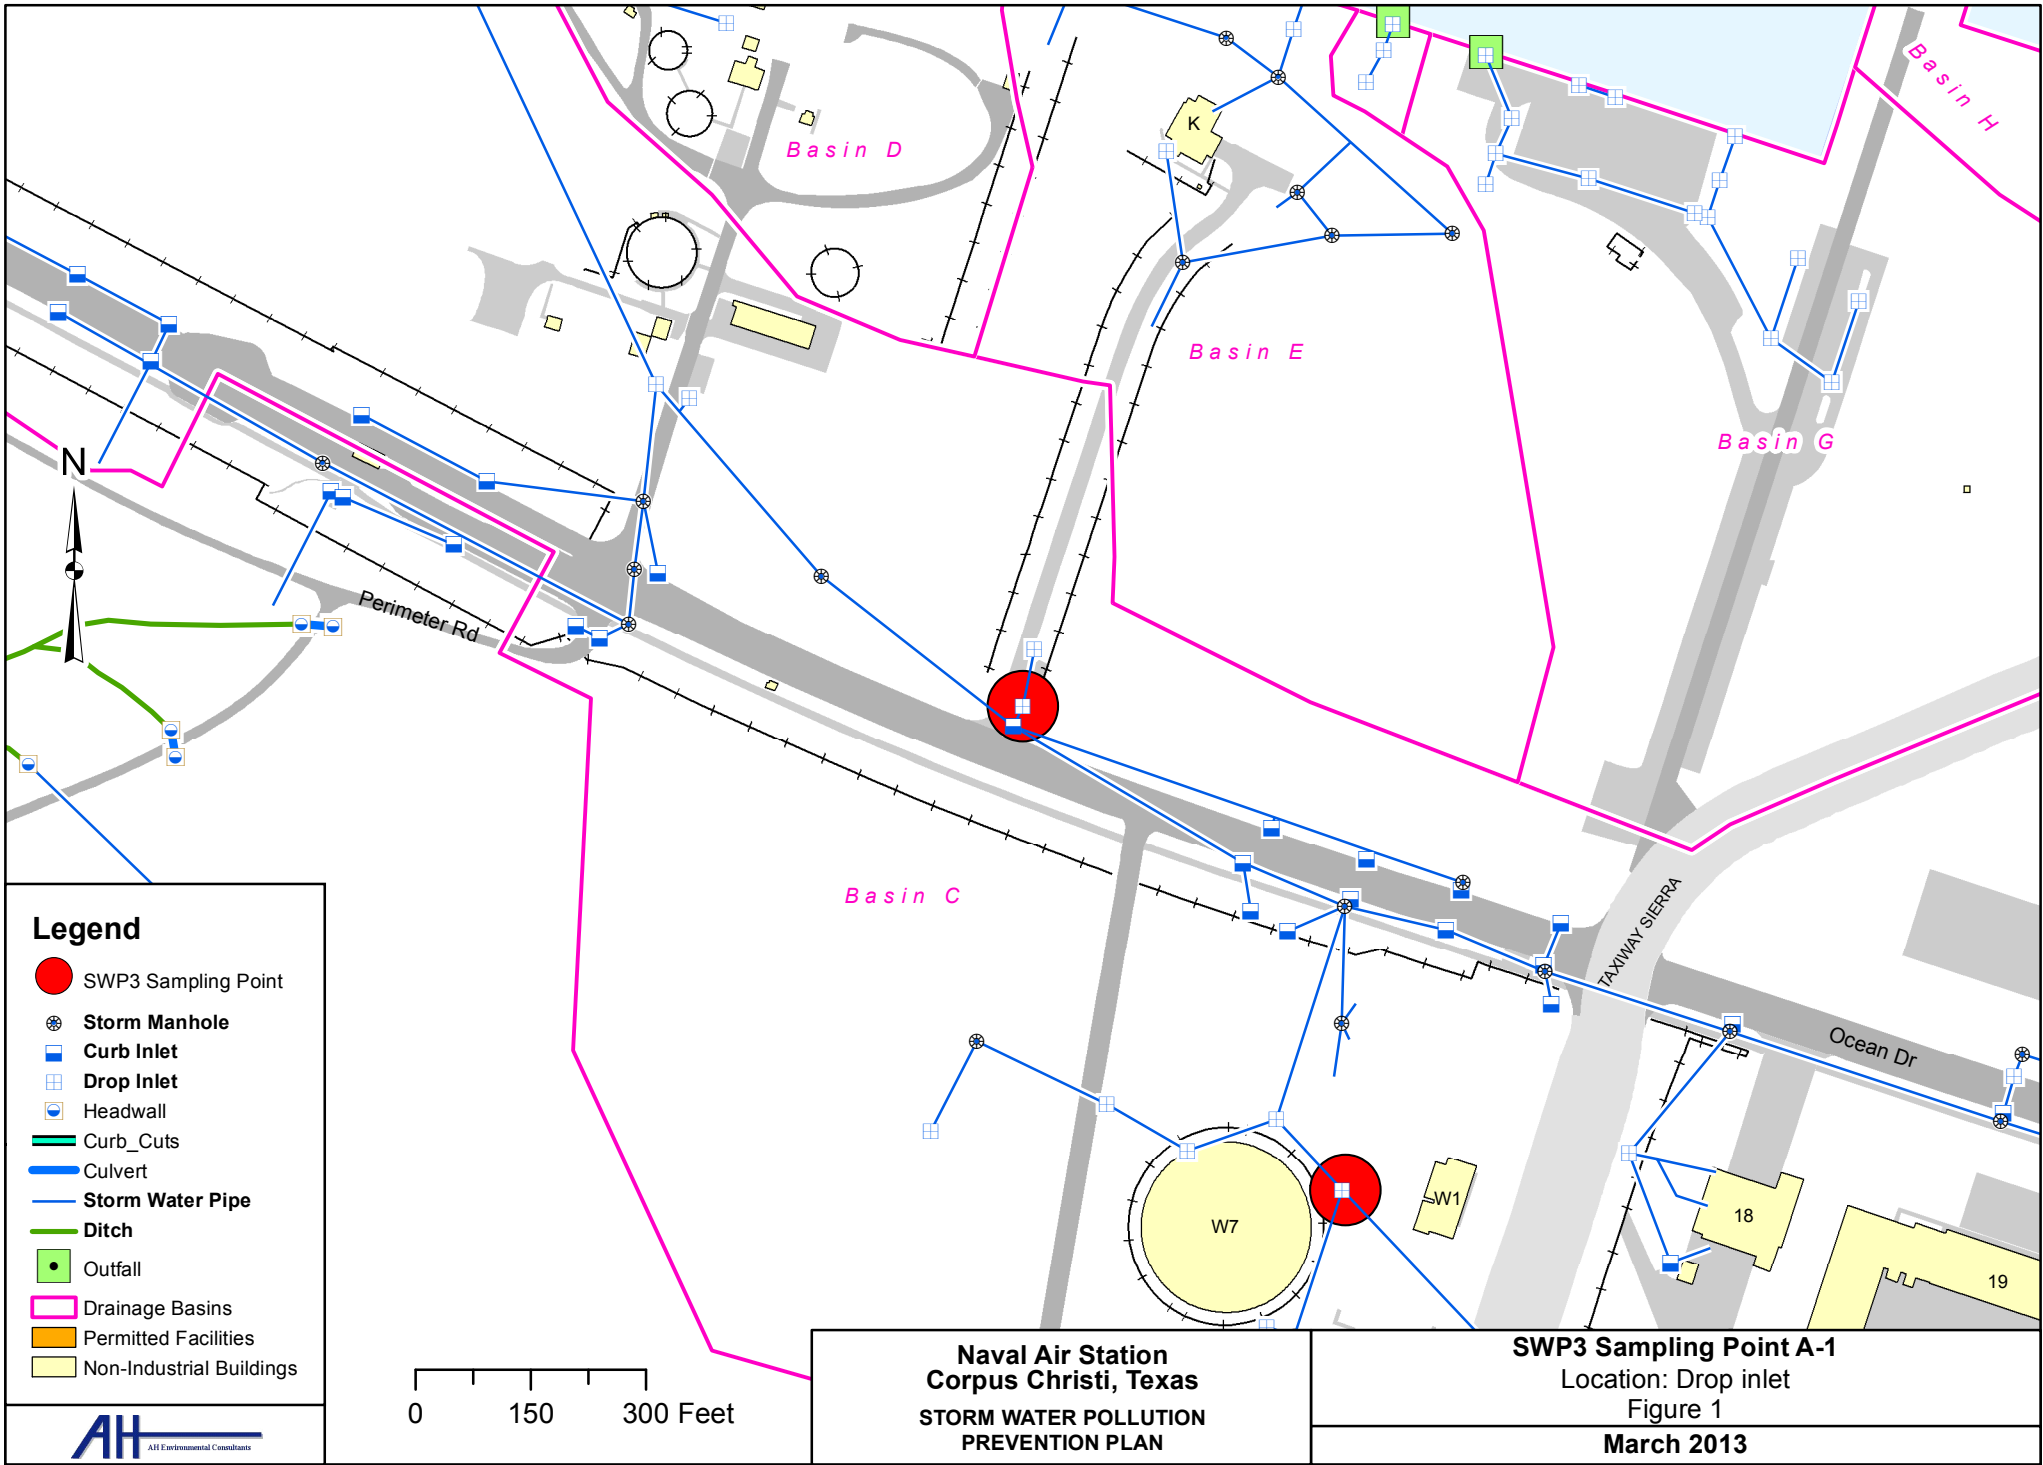 Basin H
Basin D
K
Basin E
Basin G
N
Perimeter Rd
Basin C
TAXIWAY SIERRA
Ocean Dr
W7
W1
18
19
Legend
SWP3 Sampling Point
Storm Manhole
Curb Inlet
Drop Inlet
Headwall
Curb_Cuts
Culvert
Storm Water Pipe
Ditch
Outfall
Drainage Basins
Permitted Facilities
Non-Industrial Buildings
AH AH Environmental Consultants
0 150 300 Feet
Naval Air Station
Corpus Christi, Texas
STORM WATER POLLUTION
PREVENTION PLAN
SWP3 Sampling Point A-1
Location: Drop inlet
Figure 1
March 2013